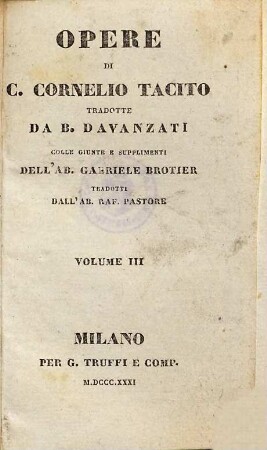 OPERE
DI
C. CORNELIO TACITO
TRADOTTE
DA B. DAVANZATI
COLLE GIUNTE E SUPPLIMENTI
DELL'AB. GABRIELE BROTIER
TRADOTTI
DALL'AB. RAF. PASTORE
VOLUME III
MILANO
PER G. TRUFFI E COMP.
M.DCCC.XXXI